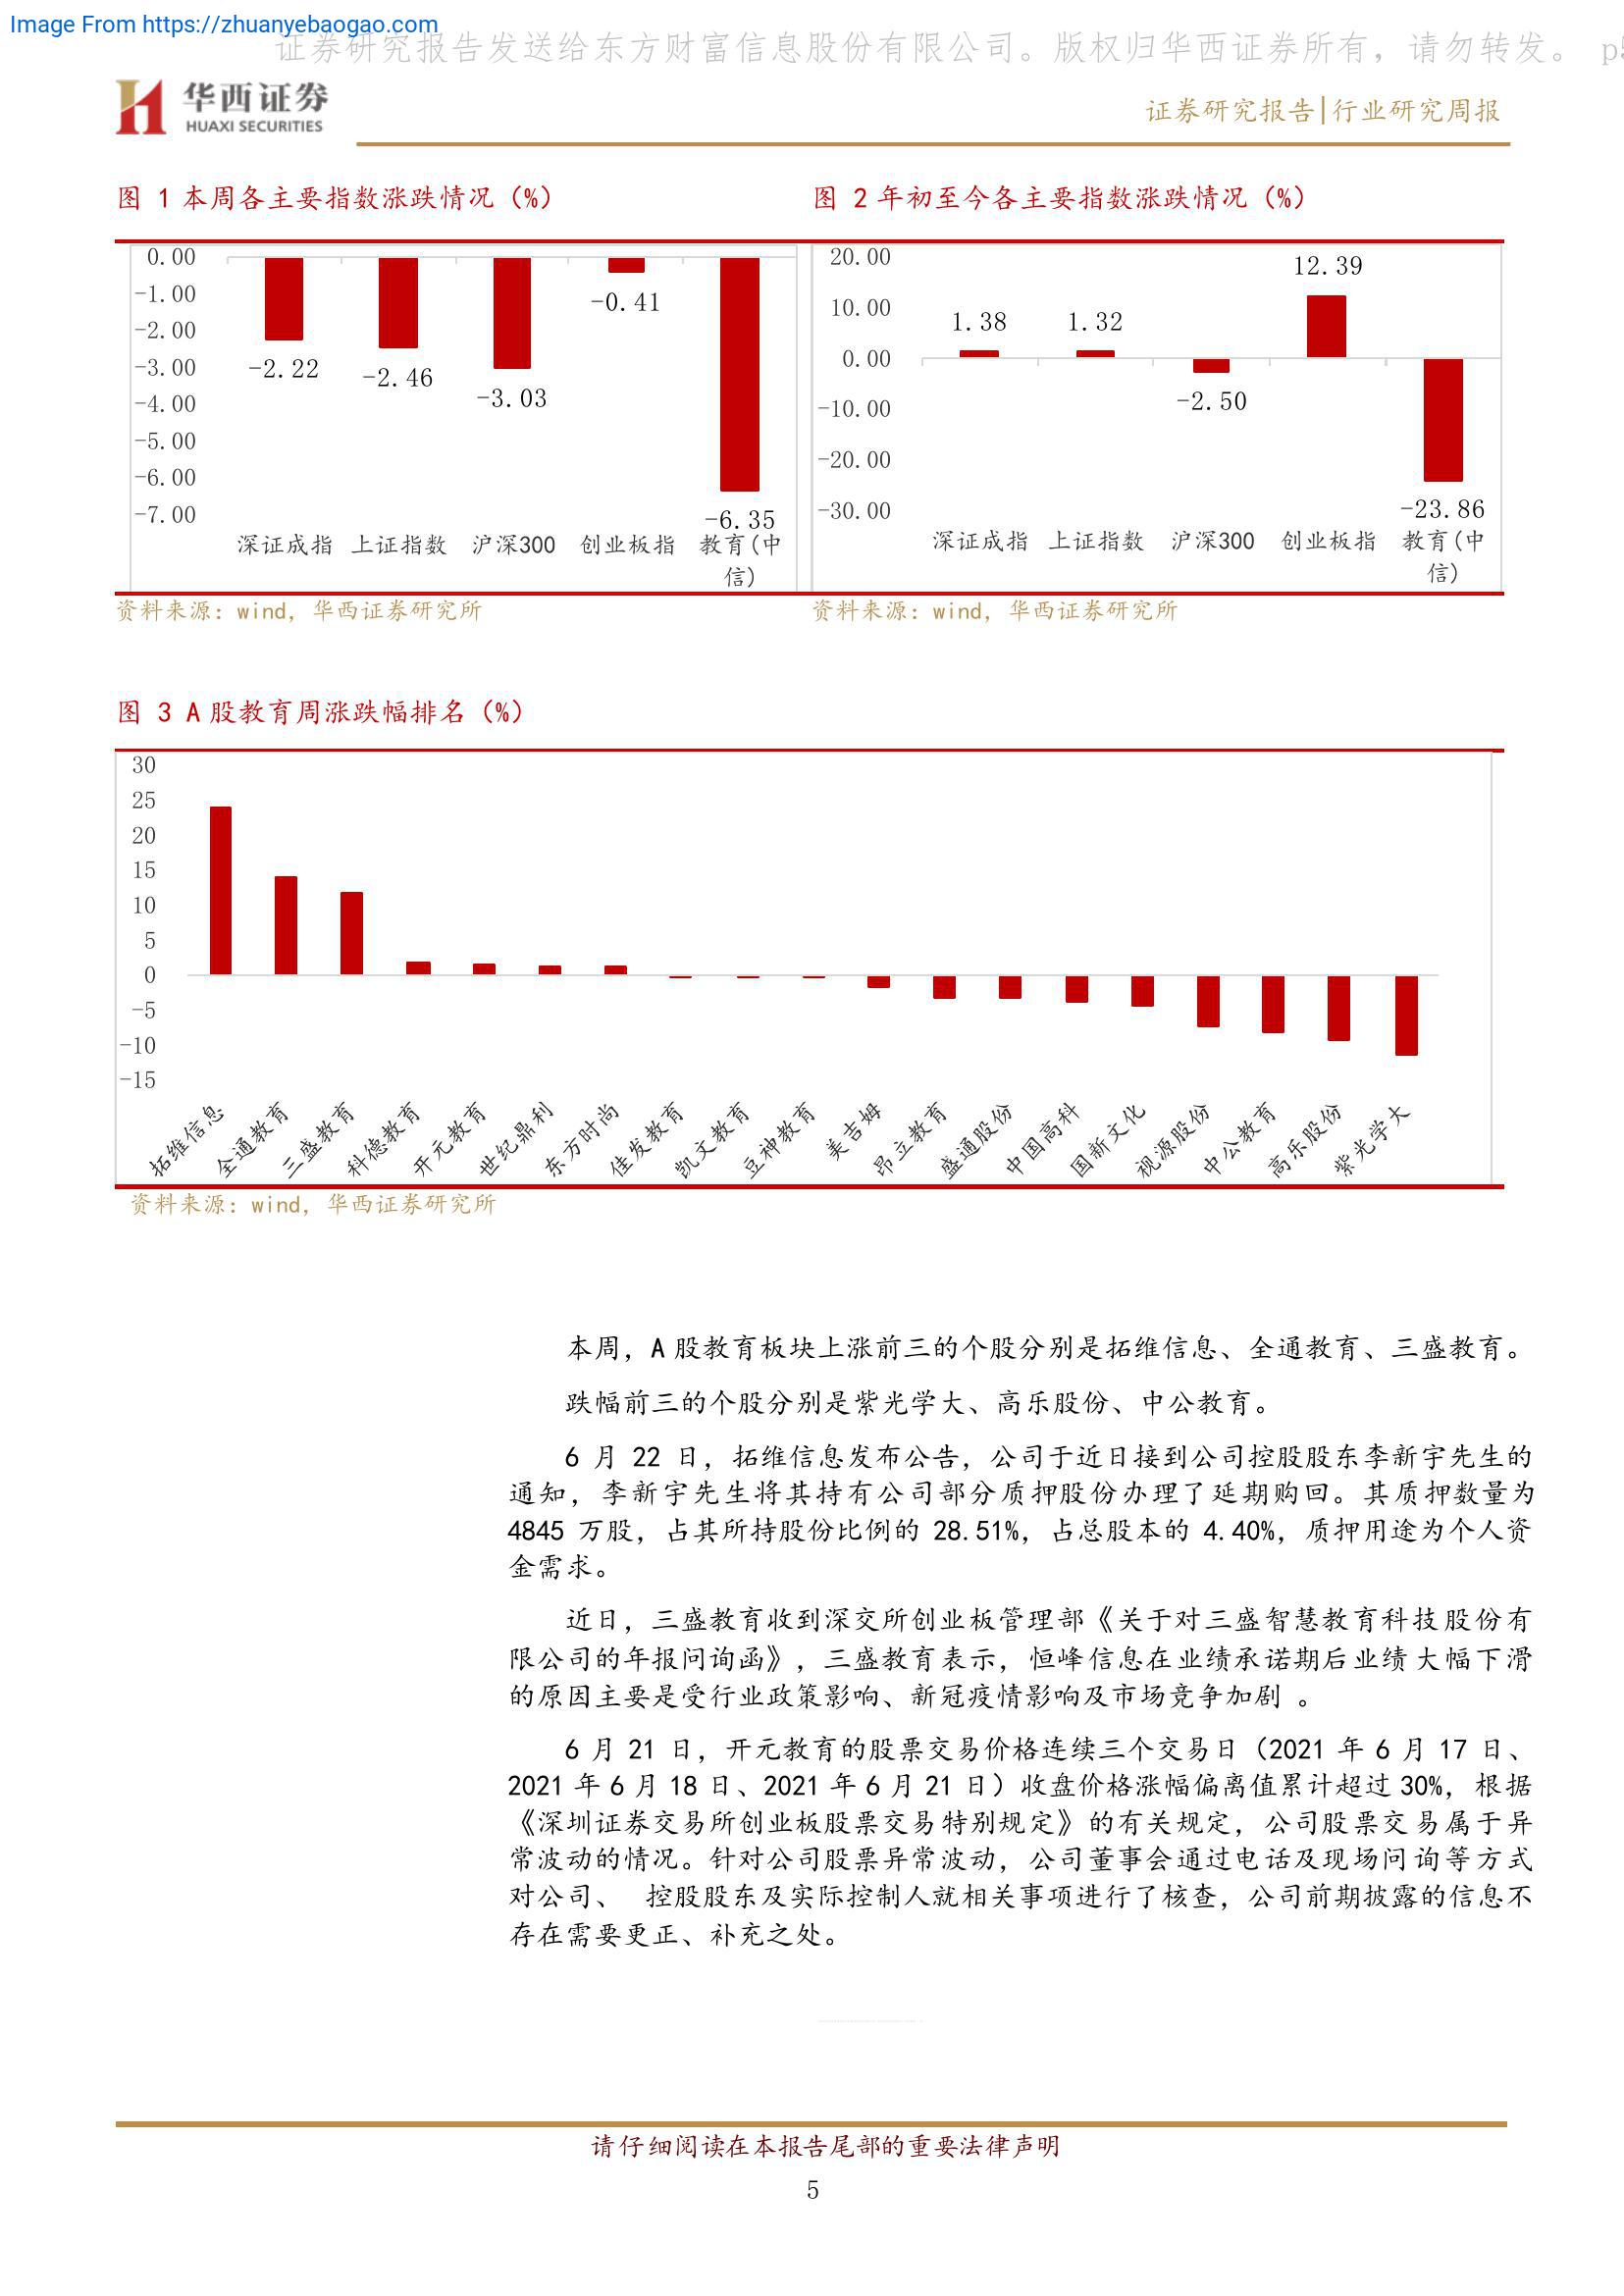 Image From https://zhuanyebaogao.com
证券研究报告发送给东方财富信息股份有限公司。版权归华西证券所有，请勿转发。 p5
华西证券
HUAXI SECURITIES
证券研究报告|行业研究周报
图 1 本周各主要指数涨跌情况（%）
0.00
-1.00
-2.00
-3.00
-4.00
-5.00
-6.00
-7.00
-2.22
-2.46
-3.03
-0.41
-6.35
深证成指 上证指数 沪深300 创业板指 教育(中
信)
资料来源：wind，华西证券研究所
图 2 年初至今各主要指数涨跌情况（%）
20.00
10.00
0.00
-10.00
-20.00
-30.00
1.38
1.32
-2.50
12.39
-23.86
深证成指 上证指数 沪深300 创业板指 教育(中
信)
资料来源：wind，华西证券研究所
图 3 A 股教育周涨跌幅排名（%）
30
25
20
15
10
5
0
-5
-10
-15
拓维信息
全通教育
三盛教育
科德教育
开元教育
世纪鼎利
东方时尚
佳发教育
凯文教育
豆神教育
美吉姆
昂立教育
盛通股份
中国高科
国新文化
视源股份
中公教育
高乐股份
紫光学大
资料来源：wind，华西证券研究所
本周，A 股教育板块上涨前三的个股分别是拓维信息、全通教育、三盛教育。
跌幅前三的个股分别是紫光学大、高乐股份、中公教育。
6 月 22 日，拓维信息发布公告，公司于近日接到公司控股股东李新宇先生的
通知，李新宇先生将其持有公司部分质押股份办理了延期购回。其质押数量为
4845 万股，占其所持股份比例的 28.51%，占总股本的 4.40%，质押用途为个人资
金需求。
近日，三盛教育收到深交所创业板管理部《关于对三盛智慧教育科技股份有
限公司的年报问询函》，三盛教育表示，恒峰信息在业绩承诺期后业绩大幅下滑
的原因主要是受行业政策影响、新冠疫情影响及市场竞争加剧 。
6 月 21 日，开元教育的股票交易价格连续三个交易日（2021 年 6 月 17 日、
2021 年 6 月 18 日、2021 年 6 月 21 日）收盘价格涨幅偏离值累计超过 30%，根据
《深圳证券交易所创业板股票交易特别规定》的有关规定，公司股票交易属于异
常波动的情况。针对公司股票异常波动，公司董事会通过电话及现场问询等方式
对公司、 控股股东及实际控制人就相关事项进行了核查，公司前期披露的信息不
存在需要更正、补充之处。
请仔细阅读在本报告尾部的重要法律声明
5